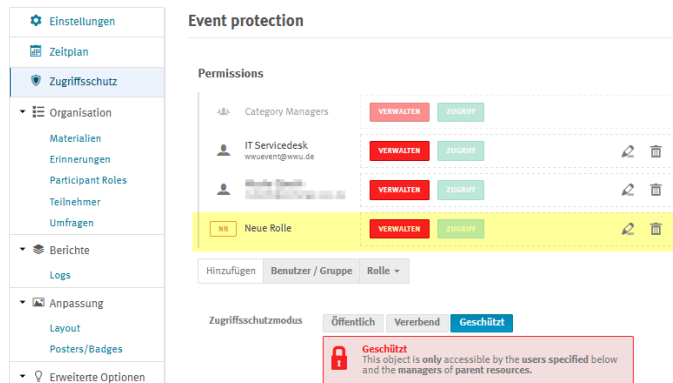 Einstellungen
Zeitplan
Zugriffsschutz
Organisation
Materialien
Erinnerungen
Participant Roles
Teilnehmer
Umfragen
Berichte
Logs
Anpassung
Layout
Posters/Badges
Erweiterte Optionen
Event protection
Permissions
Category Managers VERWALTEN ZUGRIFF
IT Servicedesk VERWALTEN ZUGRIFF
wwuevent@wwu.de
VERWALTEN ZUGRIFF
NR Neue Rolle VERWALTEN ZUGRIFF
Hinzufügen Benutzer / Gruppe Rolle
Zugriffsschutzmodus Öffentlich Vererbend Geschützt
Geschützt
This object is only accessible by the users specified below
and the managers of parent resources.